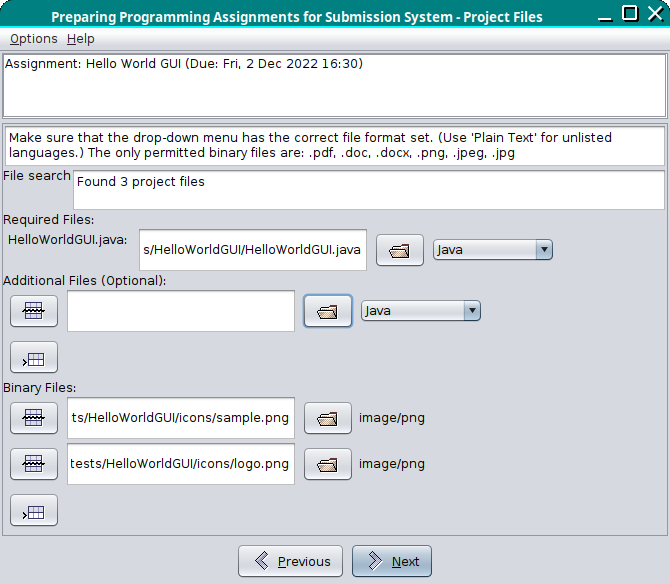 Preparing Programming Assignments for Submission System - Project Files
Options Help
Assignment: Hello World GUI (Due: Fri, 2 Dec 2022 16:30)
Make sure that the drop-down menu has the correct file format set. (Use 'Plain Text' for unlisted
languages.) The only permitted binary files are: .pdf, .doc, .docx, .png, .jpeg, .jpg
File search Found 3 project files
Required Files:
HelloWorldGUI.java: s/HelloWorldGUI/HelloWorldGUI.java Java
Additional Files (Optional):
Java
Binary Files:
ts/HelloWorldGUI/icons/sample.png image/png
tests/HelloWorldGUI/icons/logo.png image/png
Previous Next